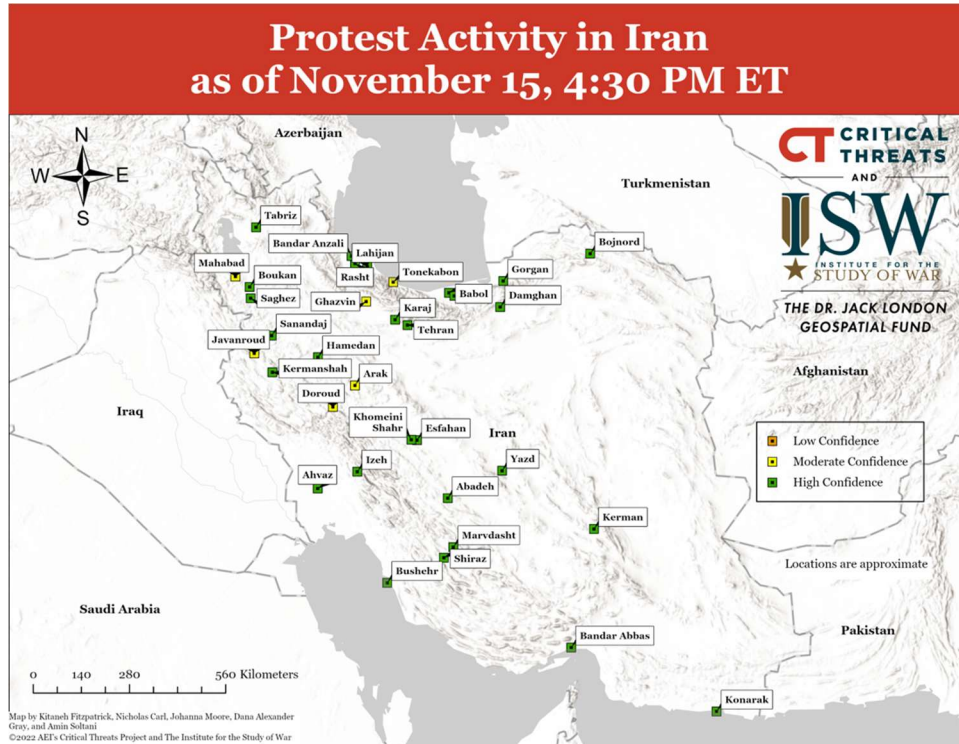 Protest Activity in Iran
as of November 15, 4:30 PM ET
N
W E
S
Azerbaijan
Turkmenistan
CT CRITICAL
THREATS
AND
ISW
INSTITUTE FOR THE
STUDY OF WAR
THE DR. JACK LONDON
GEOSPATIAL FUND
Tabriz
Bandar Anzali
Lahijan
Bojnord
Mahabad
Boukan
Rasht
Tonekabon
Gorgan
Saghez
Ghazvin
Babol
Damghan
Karaj
Tehran
Sanandaj
Javanroud
Hamedan
Kermanshah
Arak
Afghanistan
Doroud
Iraq
Khomeini
Shahr
Esfahan
Iran
Low Confidence
Moderate Confidence
High Confidence
Izeh
Yazd
Ahvaz
Abadeh
Kerman
Marvdasht
Shiraz
Bushehr
Locations are approximate
Saudi Arabia
Bandar Abbas
Pakistan
0 140 280 560 Kilometers
Konarak
Map by Kitaneh Fitzpatrick, Nicholas Carl, Johanna Moore, Dana Alexander
Gray, and Amin Soltani
©2022 AEI's Critical Threats Project and The Institute for the Study of War